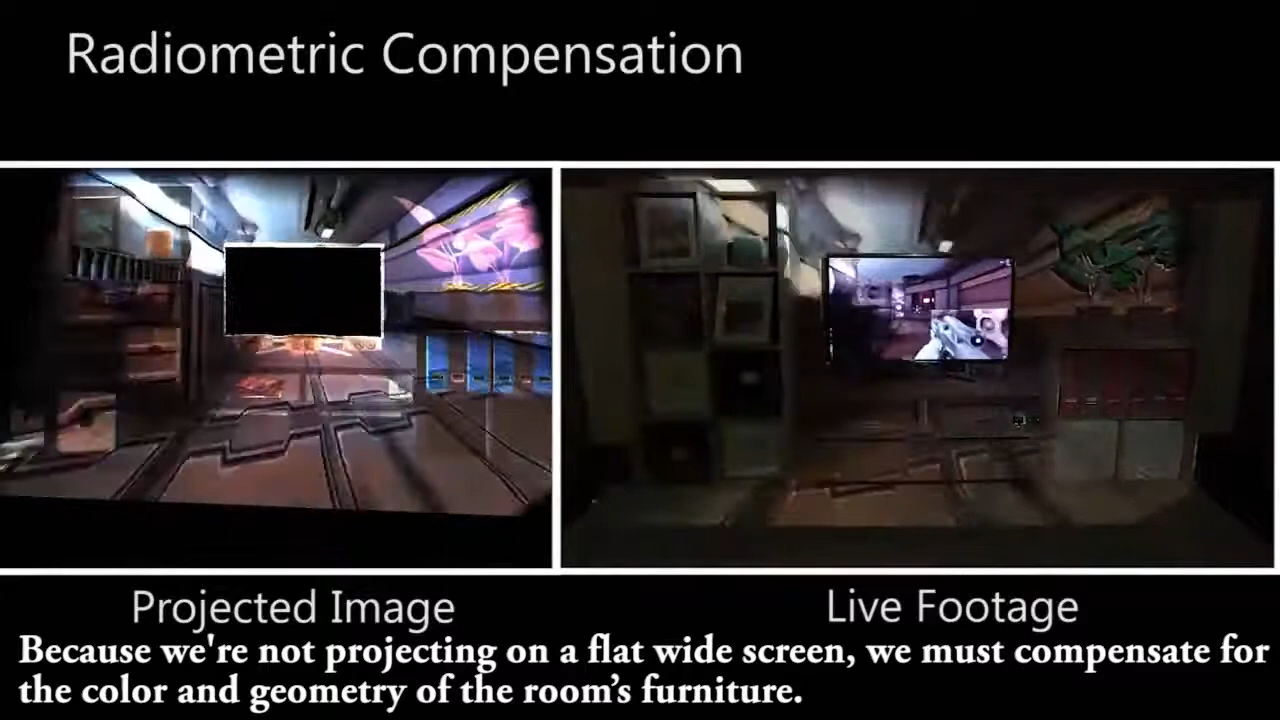 Radiometric Compensation
Projected Image
Live Footage
Because we're not projecting on a flat wide screen, we must compensate for
the color and geometry of the room’s furniture.